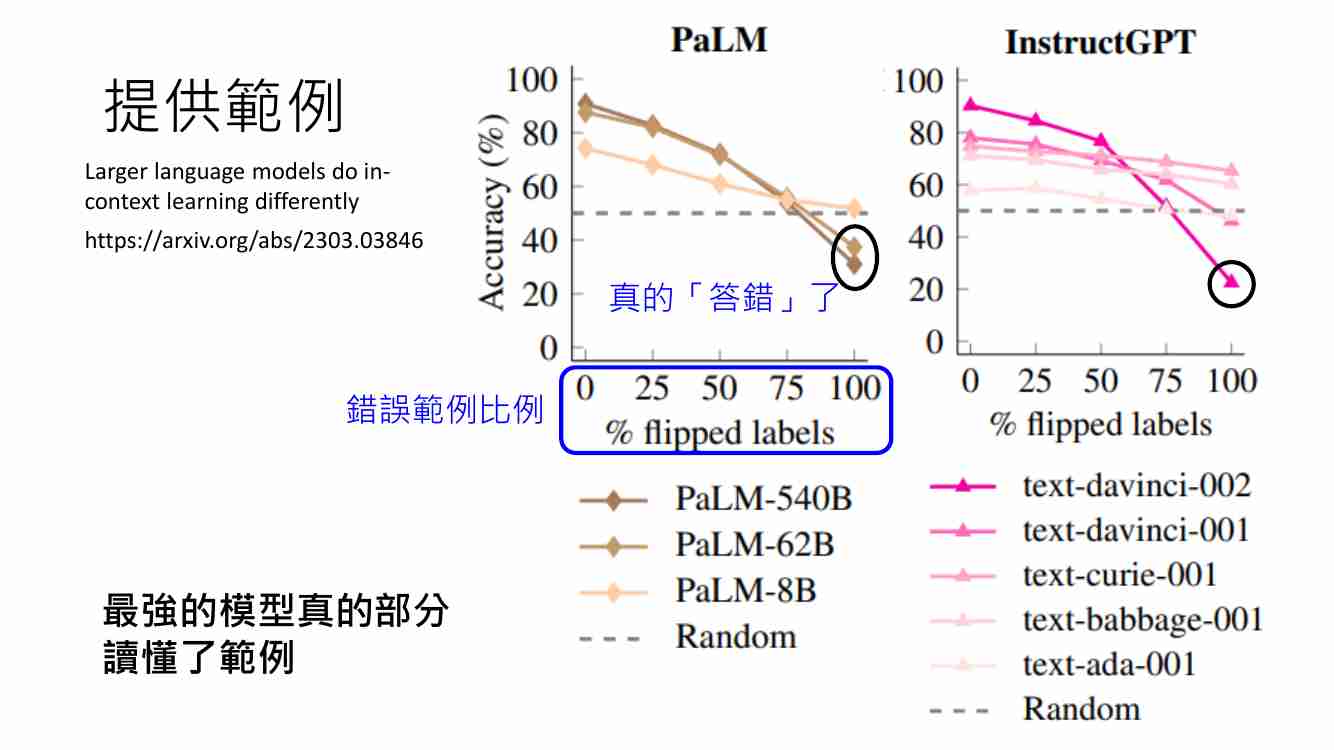 提供範例
Larger language models do in-
context learning differently
https://arxiv.org/abs/2303.03846
PaLM
100
80
60
40
20
0
Accuracy (%)
真的「答錯」了
0 25 50 75 100
% flipped labels
錯誤範例比例
PaLM-540B
PaLM-62B
PaLM-8B
Random
InstructGPT
100
80
60
40
20
0
0 25 50 75 100
% flipped labels
text-davinci-002
text-davinci-001
text-curie-001
text-babbage-001
text-ada-001
Random
最強的模型真的部分
讀懂了範例